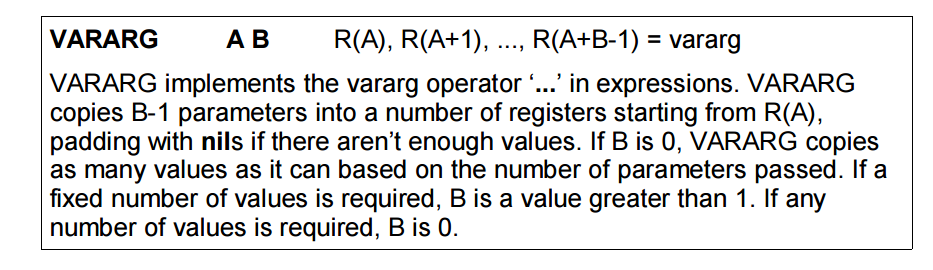 VARARG A B R(A), R(A+1), ..., R(A+B-1) = vararg
VARARG implements the vararg operator ‘...’ in expressions. VARARG
copies B-1 parameters into a number of registers starting from R(A),
padding with nils if there aren’t enough values. If B is 0, VARARG copies
as many values as it can based on the number of parameters passed. If a
fixed number of values is required, B is a value greater than 1. If any
number of values is required, B is 0.